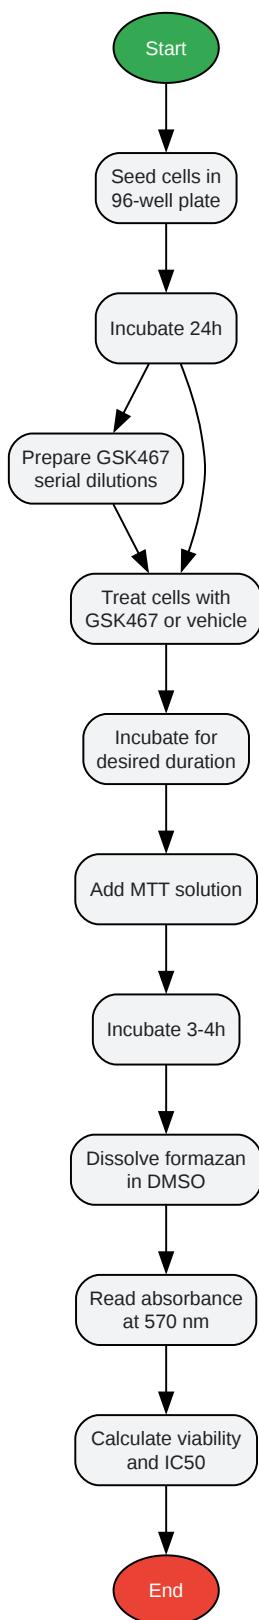 Start
Seed cells in
96-well plate
Incubate 24h
Prepare GSK467
serial dilutions
Treat cells with
GSK467 or vehicle
Incubate for
desired duration
Add MTT solution
Incubate 3-4h
Dissolve formazan
in DMSO
Read absorbance
at 570 nm
Calculate viability
and IC50
End